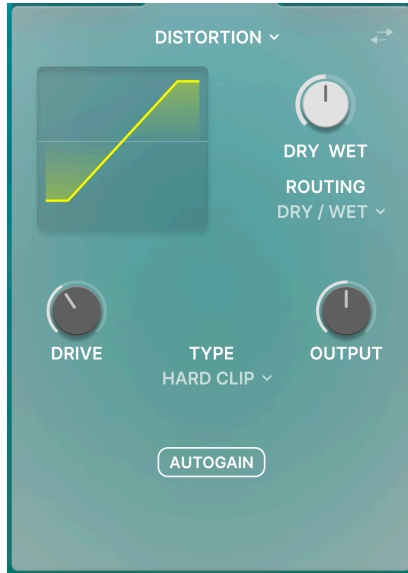 DISTORTION
DRY WET
ROUTING
DRY / WET
DRIVE
TYPE
OUTPUT
HARD CLIP
AUTOGAIN